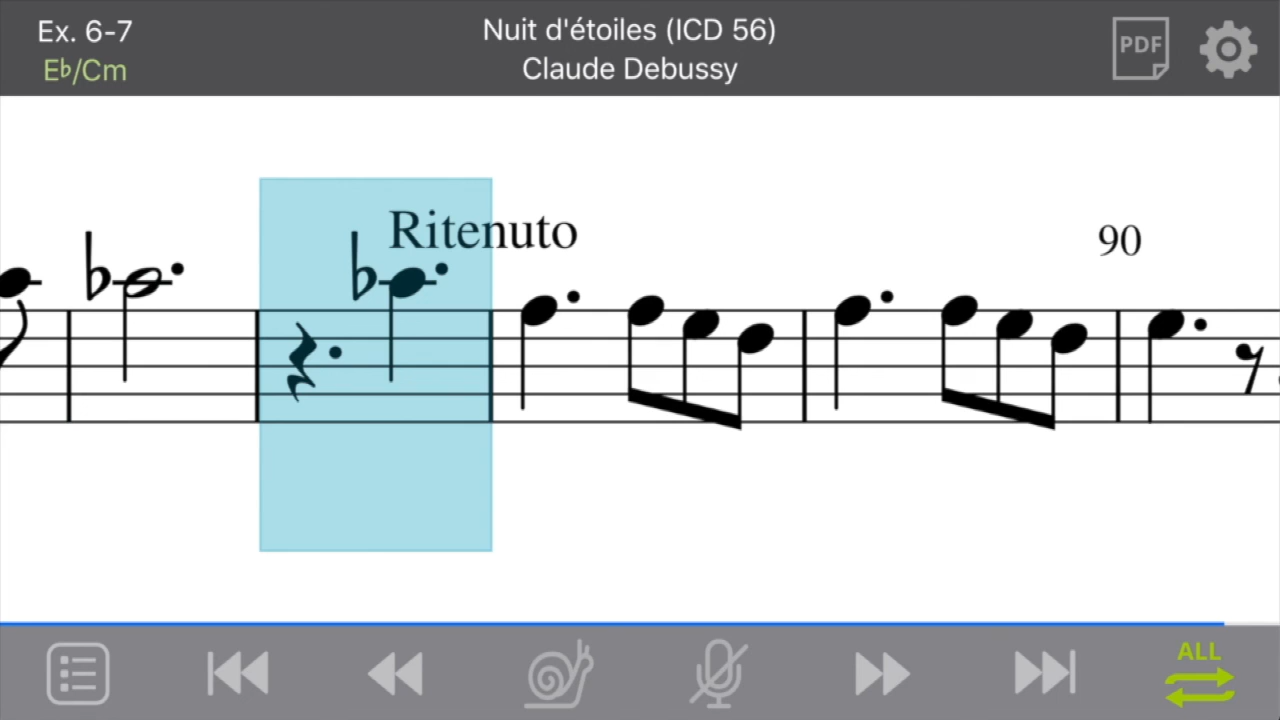 Ex. 6-7
E♭/Cm
Nuit d'étoiles (ICD 56)
Claude Debussy
PDF
Ritenuto
90
ALL